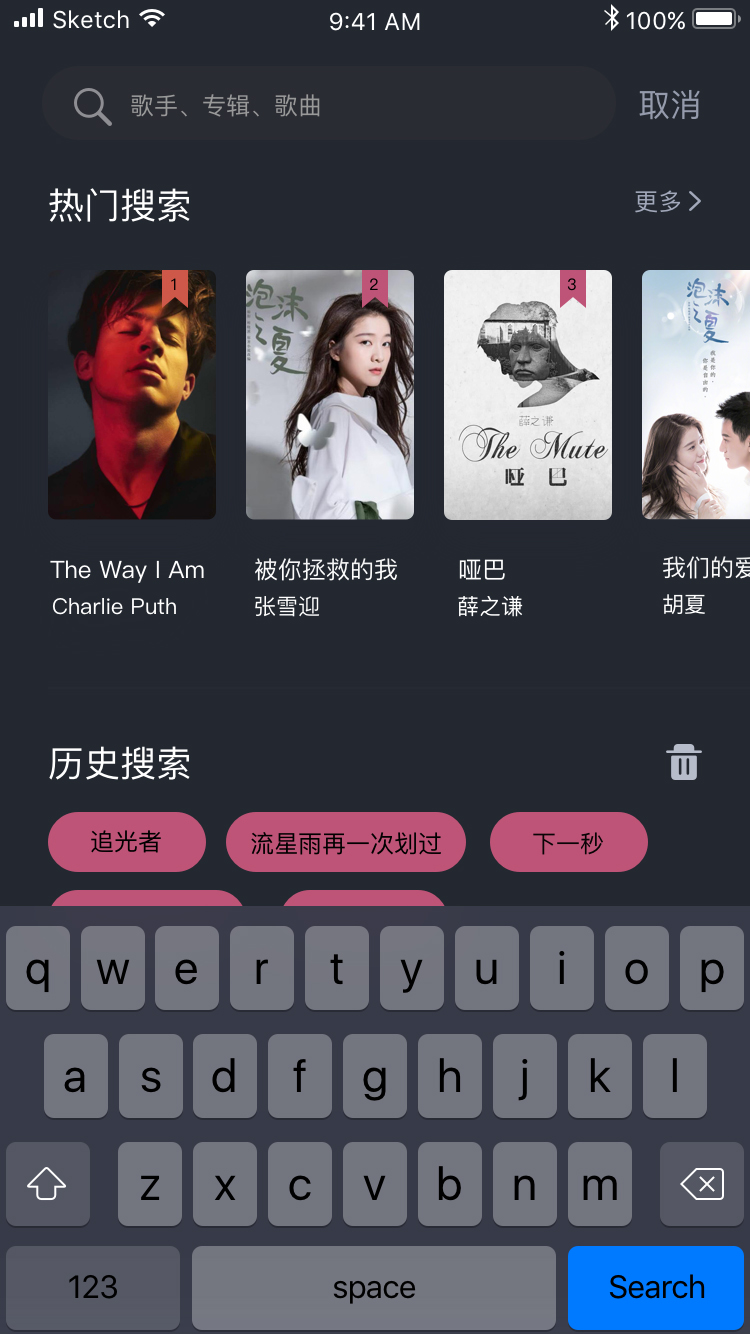 Sketch 9:41 AM 100%
歌手、专辑、歌曲 取消
热门搜索 更多
1 2 3
泡沫之夏
薛之谦
The Mute
哑巴
泡沫之夏
The Way I Am 被你拯救的我 哑巴 我们的爱
Charlie Puth 张雪迎 薛之谦 胡夏
历史搜索
追光者 流星雨再一次划过 下一秒
q w e r t y u i o p
a s d f g h j k l
z x c v b n m
123 space Search